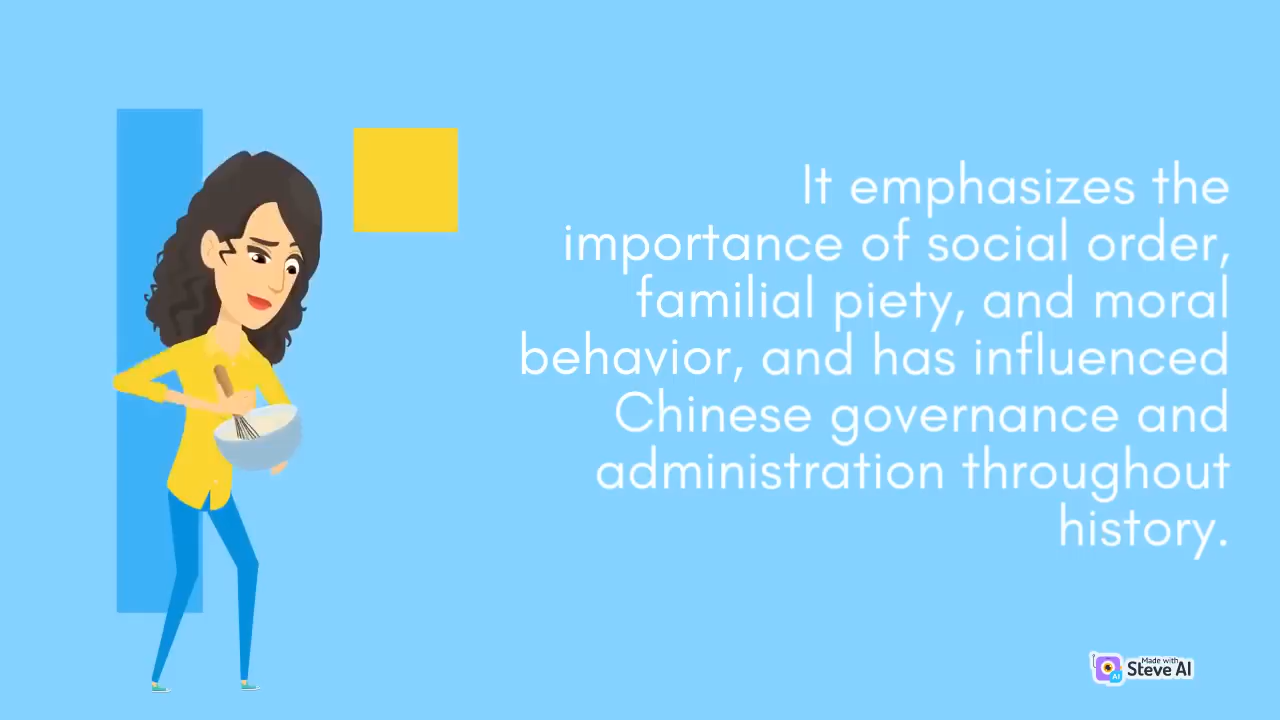 It emphasizes the
importance of social order,
familial piety, and moral
behavior, and has influenced
Chinese governance and
administration throughout
history.
Made with
Steve AI
AI